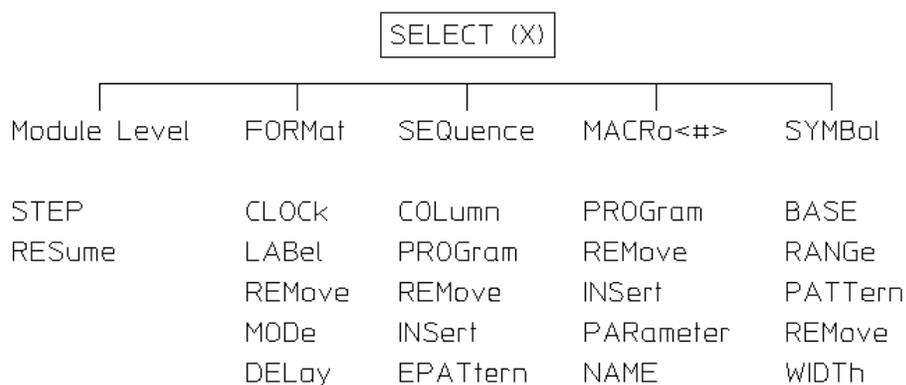 SELECT (X)
Module Level FORMat SEQuence MACRo<#> SYMBol
STEP CLOCk COLumn PROGram BASE
RESume LABel PROGram REMove RANGe
REMove REMove INSert PATTern
MODe INSert PARameter REMove
DELay EPATtern NAME WIDTh